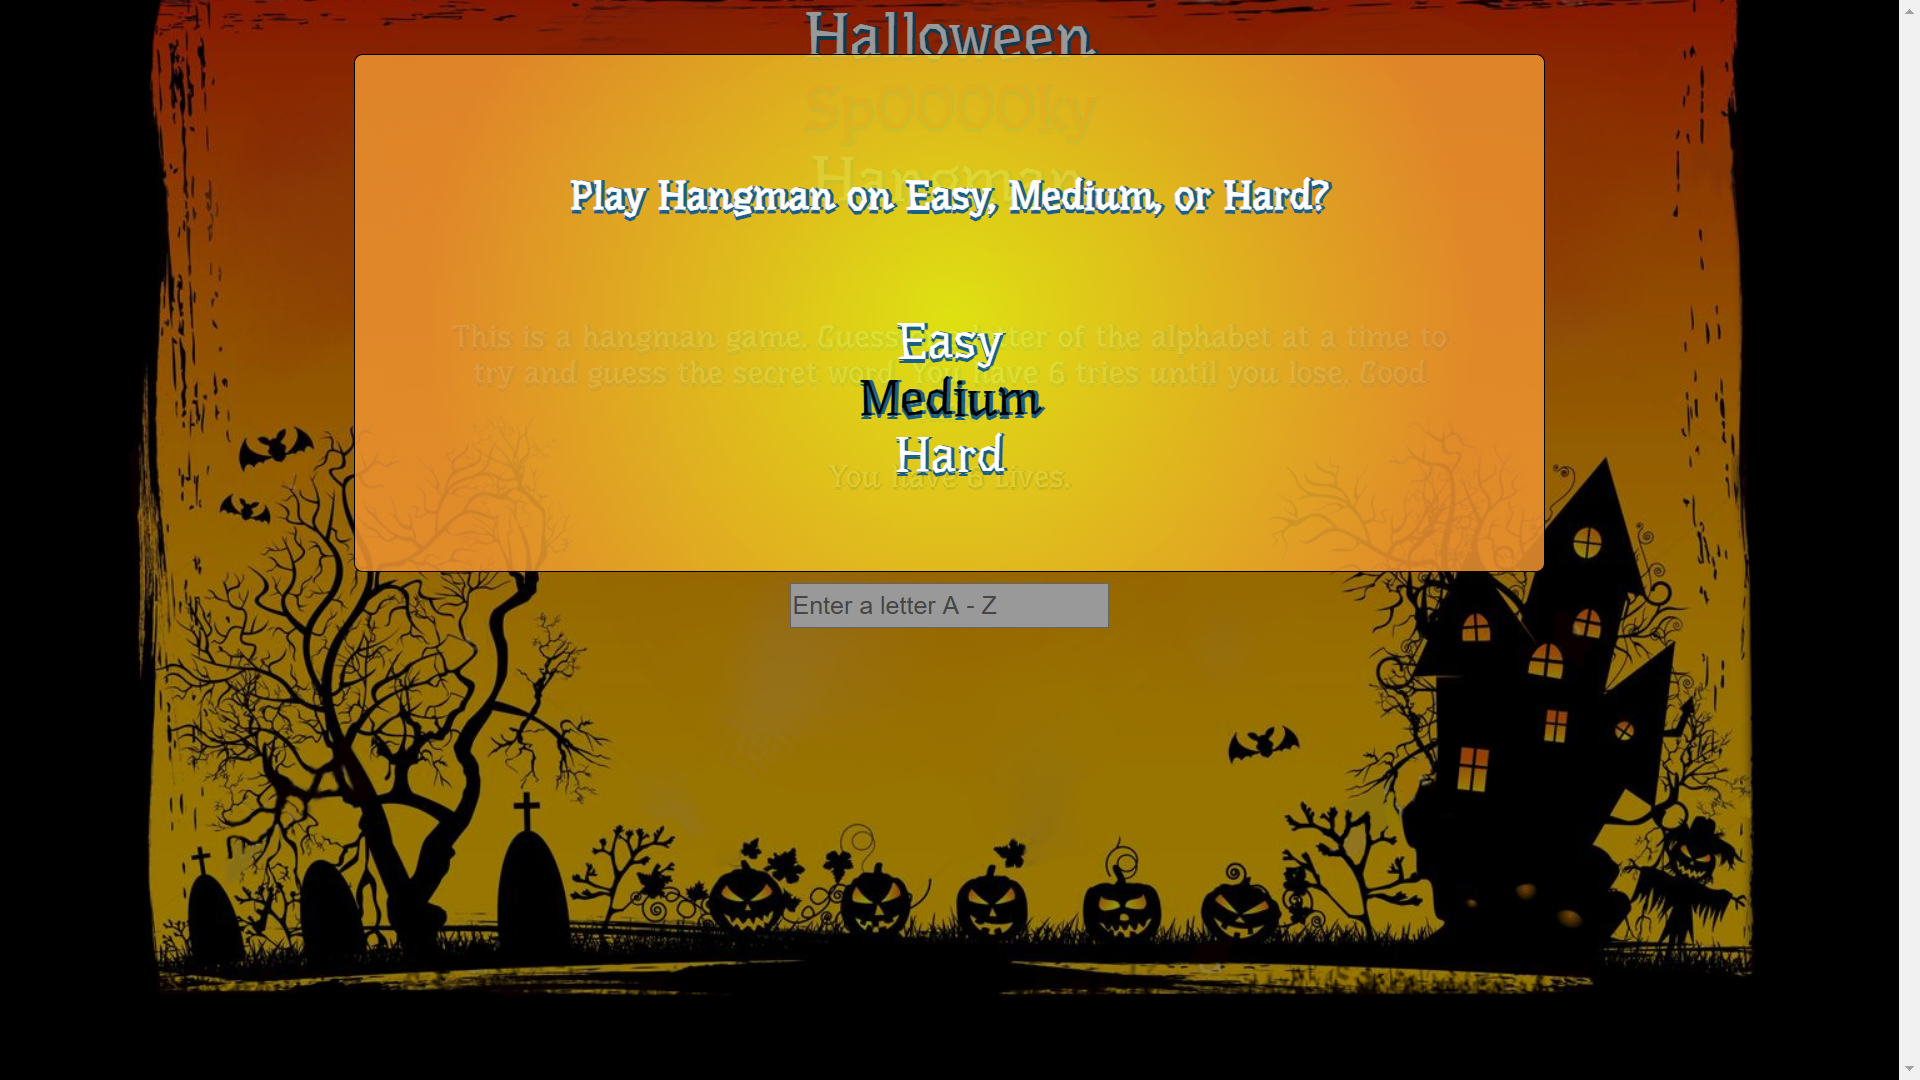 Halloween
SpOOOOky
Hangman
Play Hangman on Easy, Medium, or Hard?
This is a hangman game. Guess letter of the alphabet at a time to
try and guess the secret word. You have 6 tries until you lose. Good
Easy
Medium
Hard
You have 6 Lives.
Enter a letter A - Z